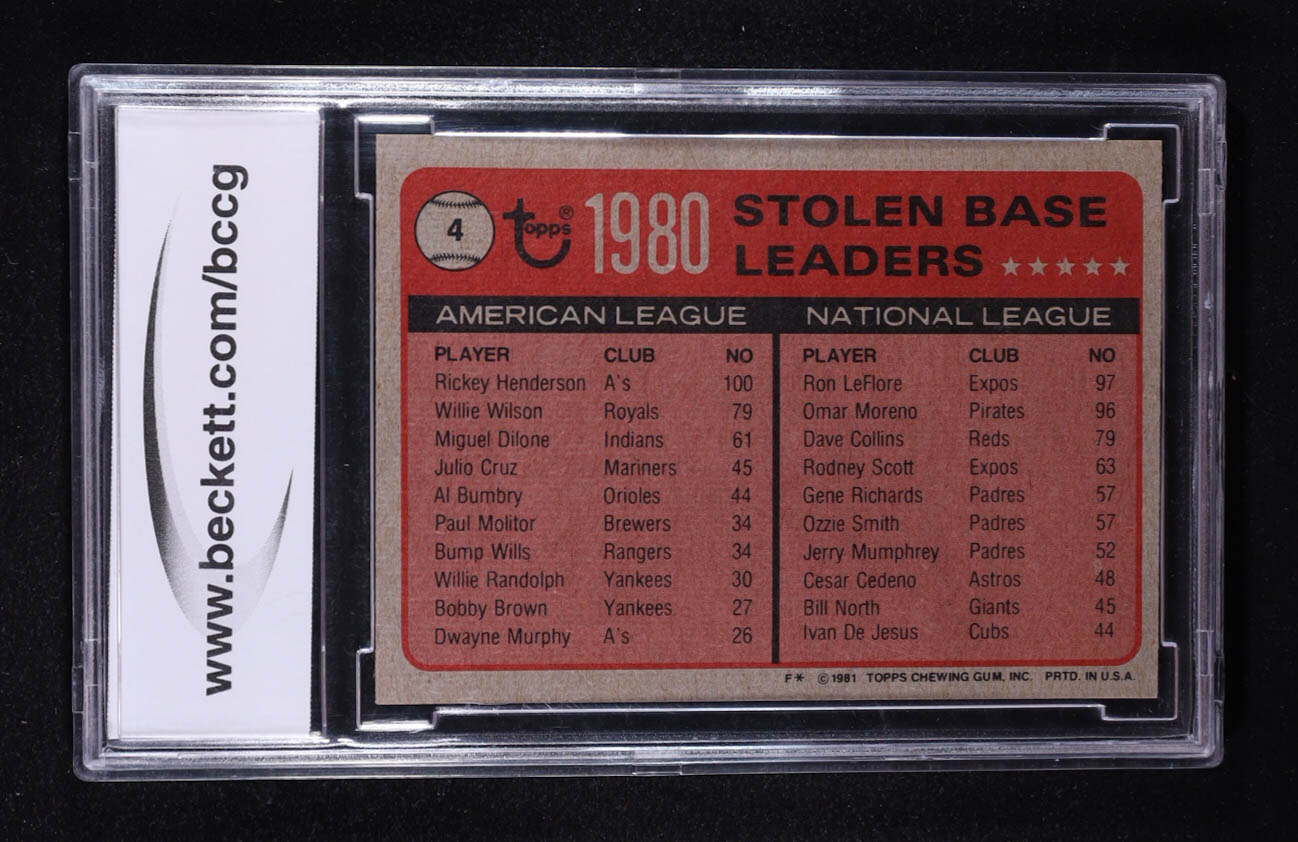 www.beckett.com/bccg
4 topps® 1980 STOLEN BASE
LEADERS ★★★★★
AMERICAN LEAGUE
PLAYER CLUB NO
Rickey Henderson A's 100
Willie Wilson Royals 79
Miguel Dilone Indians 61
Julio Cruz Mariners 45
Al Bumbry Orioles 44
Paul Molitor Brewers 34
Bump Wills Rangers 34
Willie Randolph Yankees 30
Bobby Brown Yankees 27
Dwayne Murphy A's 26
NATIONAL LEAGUE
PLAYER CLUB NO
Ron LeFlore Expos 97
Omar Moreno Pirates 96
Dave Collins Reds 79
Rodney Scott Expos 63
Gene Richards Padres 57
Ozzie Smith Padres 57
Jerry Mumphrey Padres 52
Cesar Cedeno Astros 48
Bill North Giants 45
Ivan De Jesus Cubs 44
F* ©1981 TOPPS CHEWING GUM, INC. PRTD. IN U.S.A.